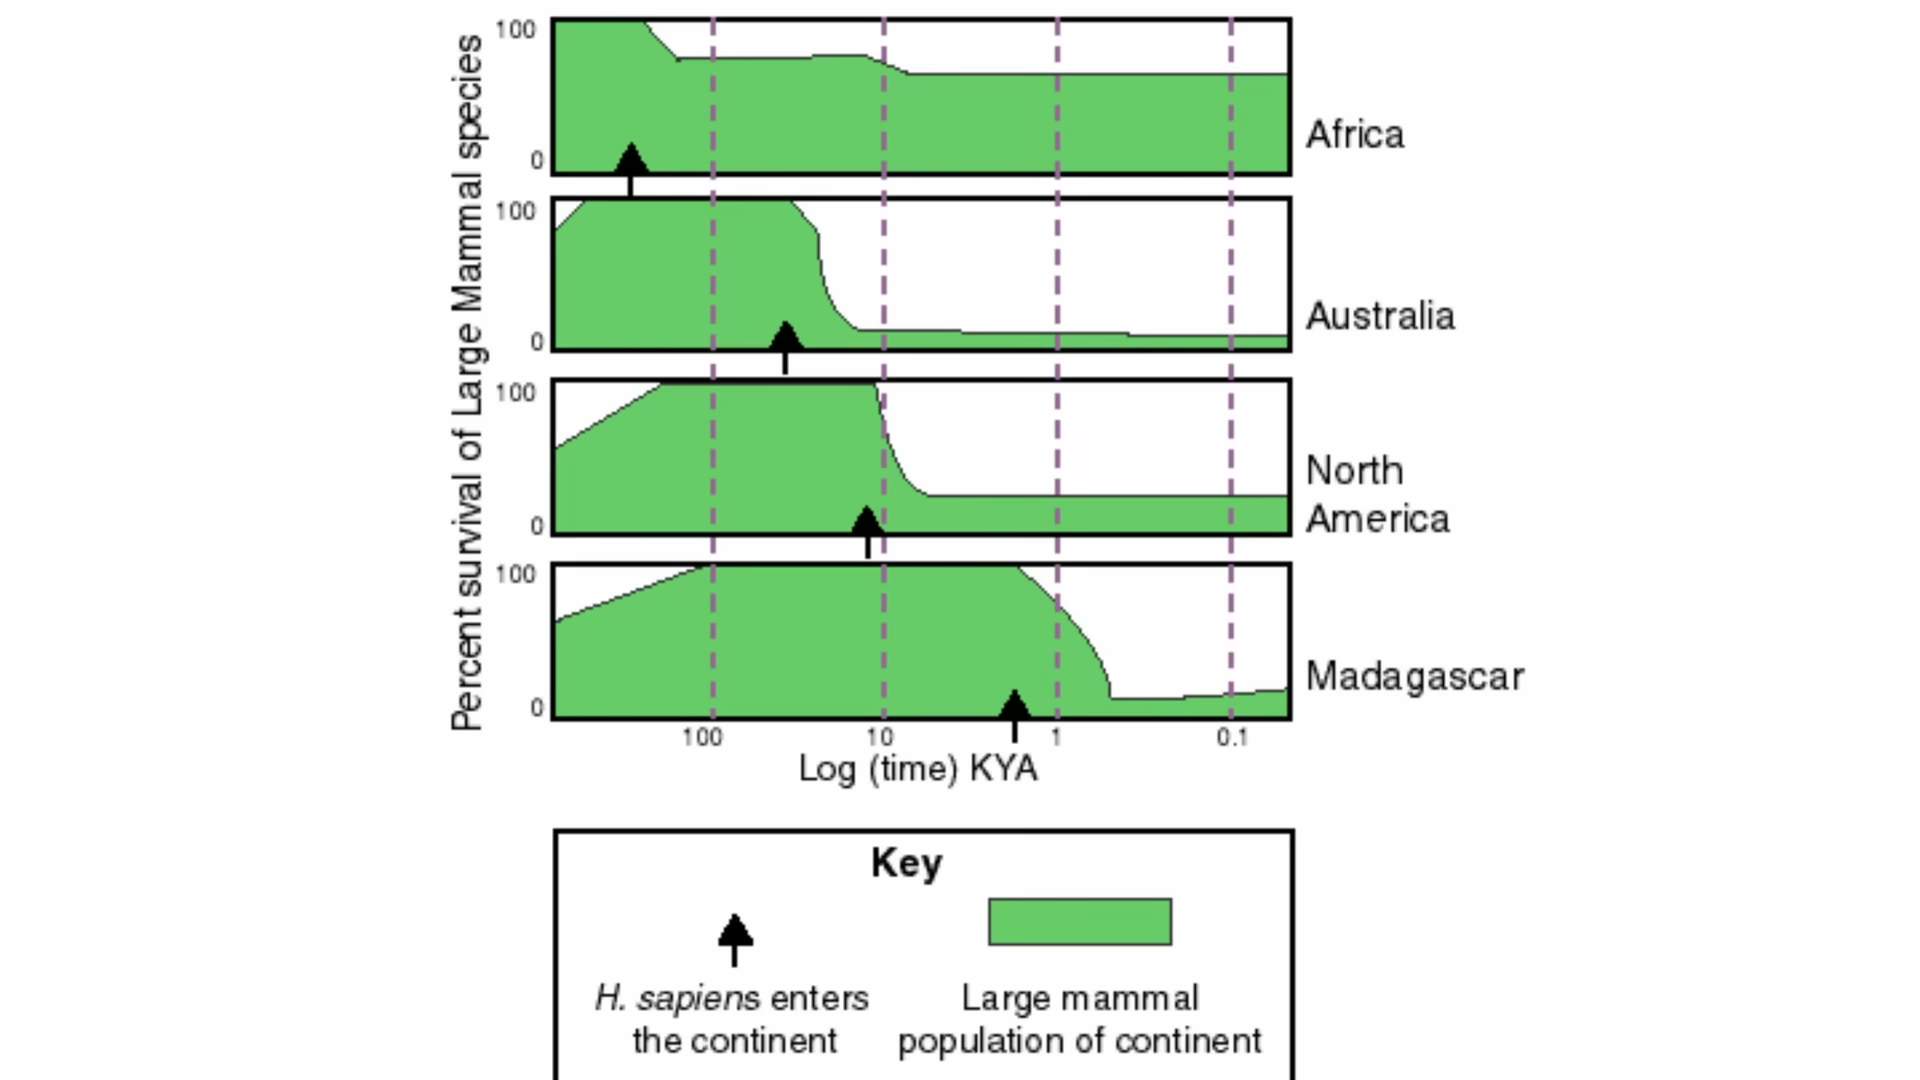 Percent survival of Large Mammal species
100
0
Africa
100
0
Australia
100
0
North
America
100
0
Madagascar
100 10 1 0.1
Log (time) KYA
Key
H. sapiens enters
the continent
Large mammal
population of continent